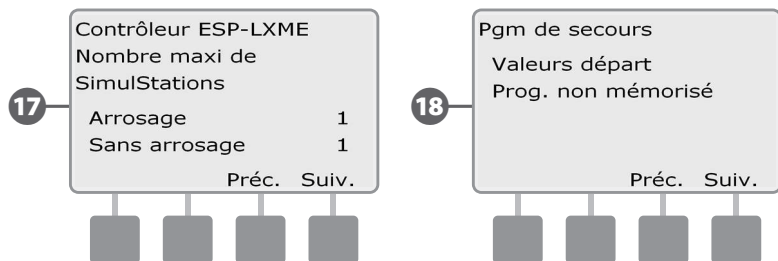 17
Contrôleur ESP-LXME
Nombre maxi de
SimulStations
Arrosage 1
Sans arrosage 1
Préc. Suiv.
18
Pgm de secours
Valeurs départ
Prog. non mémorisé
Préc. Suiv.